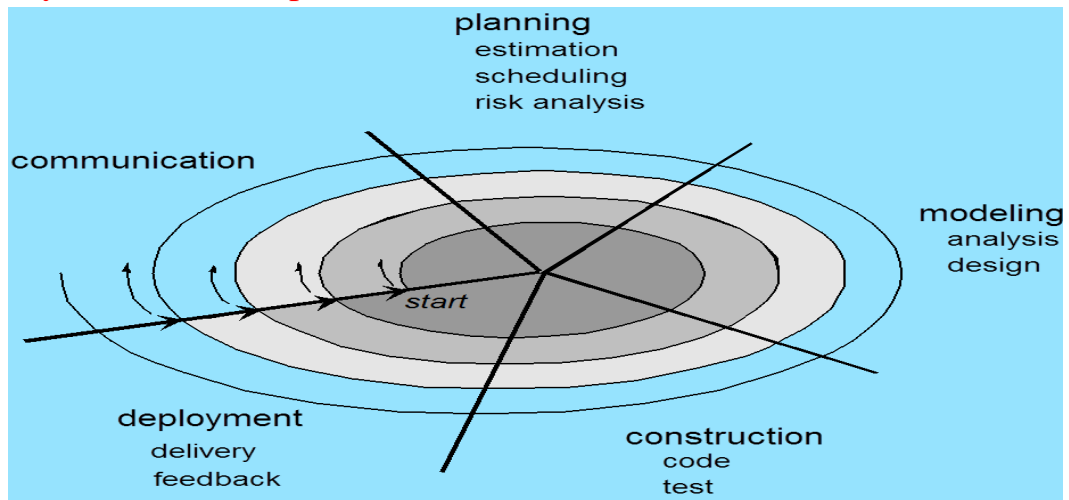 planning
estimation
scheduling
risk analysis
communication
modeling
analysis
design
start
deployment
delivery
feedback
construction
code
test